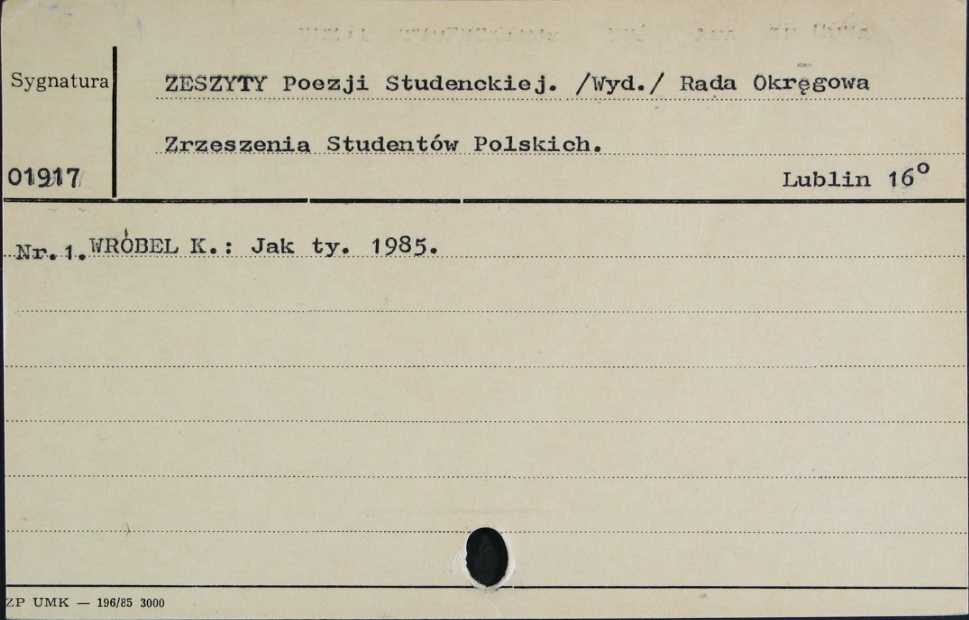 Sygnatura
ZESZYTY Poezji Studenckiej. /Wyd./ Rada Okręgowa
Zrzeszenia Studentów Polskich.
01917
Lublin 16°
Nr. 1. WRÓBEL K.: Jak ty. 1985.
ZP UMK — 196/85 3000